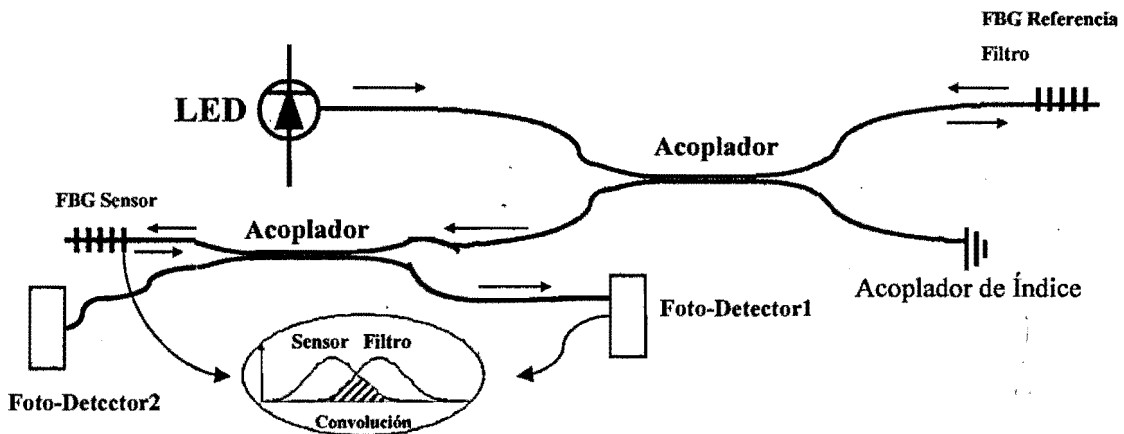 FBG Referencia
Filtro
LED
Acoplador
FBG Sensor
Acoplador
Acoplador de Índice
Foto-Detector1
Sensor Filtro
Foto-Detector2
Convolución